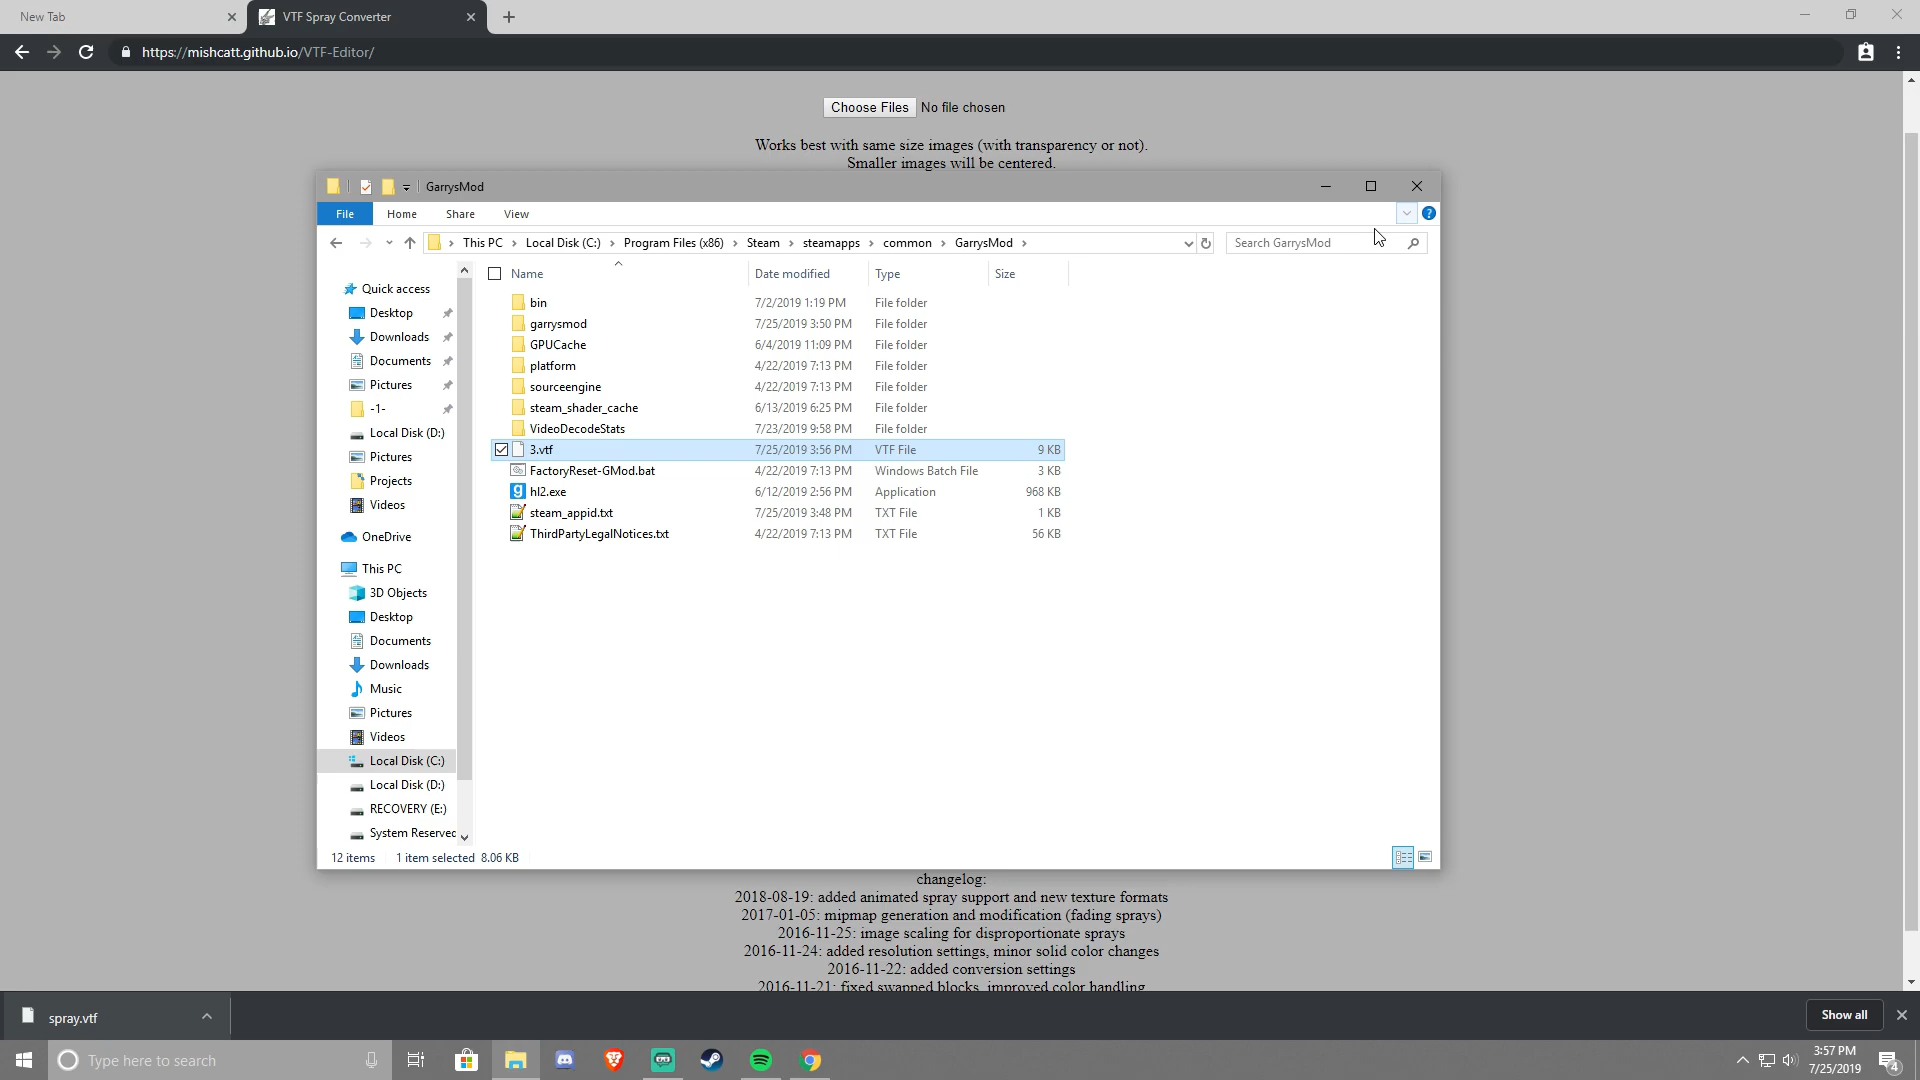 New Tab
VTF Spray Converter
https://mishcatt.github.io/VTF-Editor/
Choose Files No file chosen
Works best with same size images (with transparency or not).
Smaller images will be centered.
GarrysMod
File Home Share View
This PC Local Disk (C:) Program Files (x86) Steam steamapps common GarrysMod
Search GarrysMod
Name Date modified Type Size
bin 7/2/2019 1:19 PM File folder
garrysmod 7/25/2019 3:50 PM File folder
GPUCache 6/4/2019 11:09 PM File folder
platform 4/22/2019 7:13 PM File folder
sourceengine 4/22/2019 7:13 PM File folder
steam_shader_cache 6/13/2019 6:25 PM File folder
VideoDecodeStats 7/23/2019 9:58 PM File folder
3.vtf 7/25/2019 3:56 PM VTF File 9 KB
FactoryReset-GMod.bat 4/22/2019 7:13 PM Windows Batch File 3 KB
hl2.exe 6/12/2019 2:56 PM Application 968 KB
steam_appid.txt 7/25/2019 3:48 PM TXT File 1 KB
ThirdPartyLegalNotices.txt 4/22/2019 7:13 PM TXT File 56 KB
Quick access
Desktop
Downloads
Documents
Pictures
-1-
Local Disk (D:)
Pictures
Projects
Videos
OneDrive
This PC
3D Objects
Desktop
Documents
Downloads
Music
Pictures
Videos
Local Disk (C:)
Local Disk (D:)
RECOVERY (E:)
System Reserved
12 items 1 item selected 8.06 KB
changelog:
2018-08-19: added animated spray support and new texture formats
2017-01-05: mipmap generation and modification (fading sprays)
2016-11-25: image scaling for disproportionate sprays
2016-11-24: added resolution settings, minor solid color changes
2016-11-22: added conversion settings
2016-11-21: fixed swapped blocks, improved color handling
spray.vtf
Show all
Type here to search
3:57 PM
7/25/2019
4